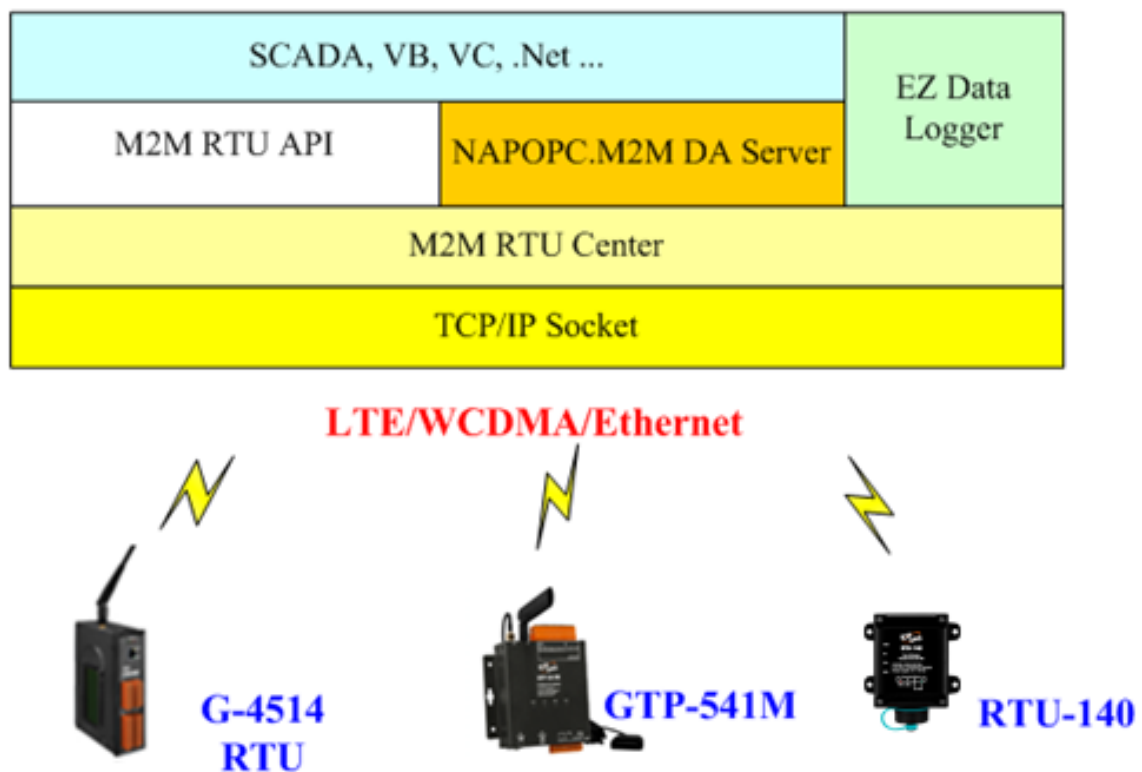 SCADA, VB, VC, .Net ...
EZ Data
Logger
M2M RTU API
NAPOPC.M2M DA Server
M2M RTU Center
TCP/IP Socket
LTE/WCDMA/Ethernet
G-4514
RTU
GTP-541M
RTU-140